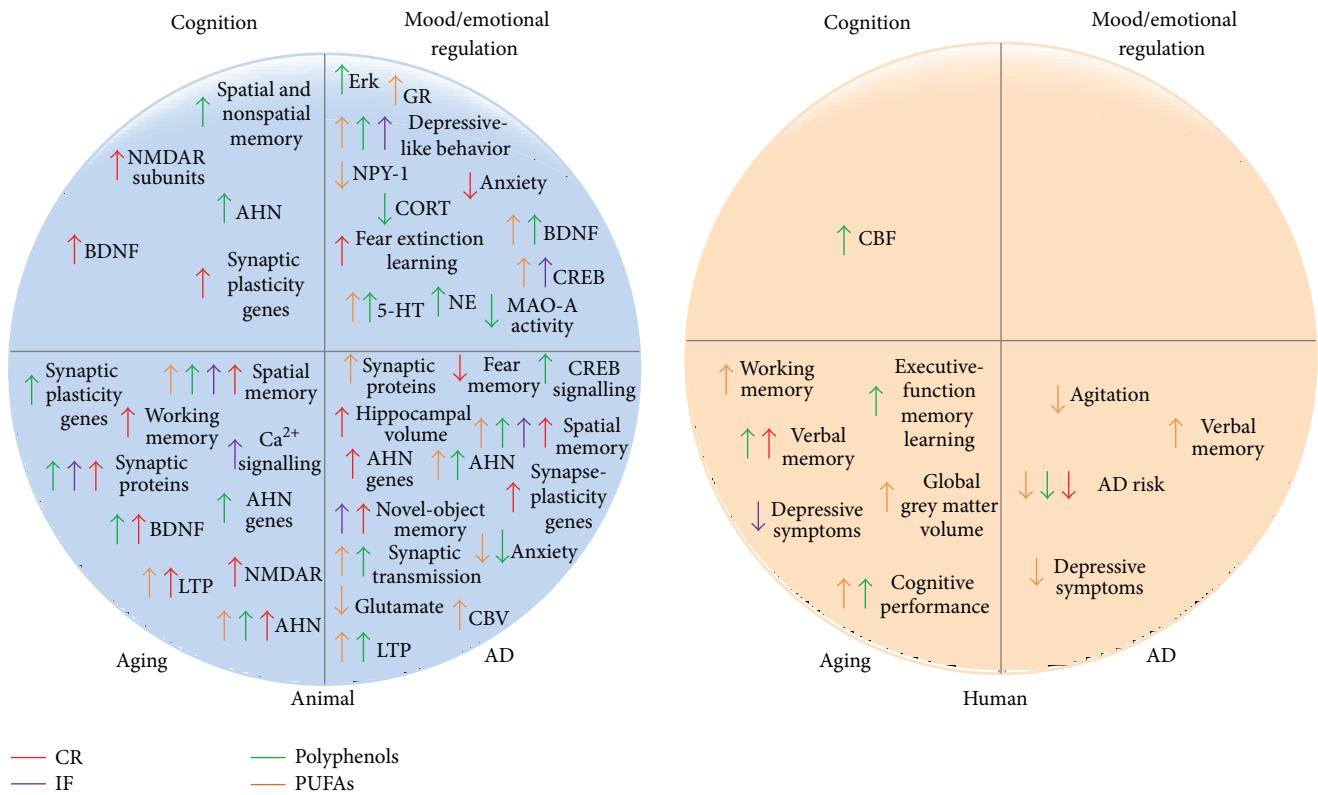 Cognition
Mood/emotional
regulation
Erk
GR
Spatial and
nonspatial
memory
Depressive-
like behavior
NMDAR
subunits
NPY-1
Anxiety
AHN
CORT
BDNF
BDNF
Fear extinction
learning
Synaptic
plasticity
genes
CREB
5-HT
NE
MAO-A
activity
Synaptic
plasticity
genes
Spatial
memory
Working
memory
Ca2+
signalling
Synaptic
proteins
AHN
genes
BDNF
LTP
NMDAR
AHN
Synaptic
proteins
Fear
memory
CREB
signalling
Hippocampal
volume
Spatial
memory
AHN
genes
AHN
Synapse-
plasticity
genes
Novel-object
memory
Synaptic
transmission
Anxiety
Glutamate
CBV
LTP
Aging
AD
Animal
Cognition
Mood/emotional
regulation
CBF
Working
memory
Executive-
function
memory
learning
Verbal
memory
Global
grey matter
volume
Depressive
symptoms
Cognitive
performance
Agitation
Verbal
memory
AD risk
Depressive
symptoms
Aging
AD
Human
CR
IF
Polyphenols
PUFAs